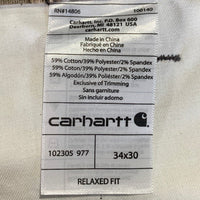 RN#14806 100140
Carhartt, Inc. P.O. Box 600
Dearborn, MI 48121 USA
Made in China
Fabriqué en Chine
Hecho en China
59% Cotton/39% Polyester/2% Spandex
59% Coton/39% Polyester/2% Spandex
59% Algodón/39% Poliéster/2% Spandex
Exclusive of Trimming
Sans garniture
Sin incluir adorno
carhartt
102305 977 34x30
RELAXED FIT